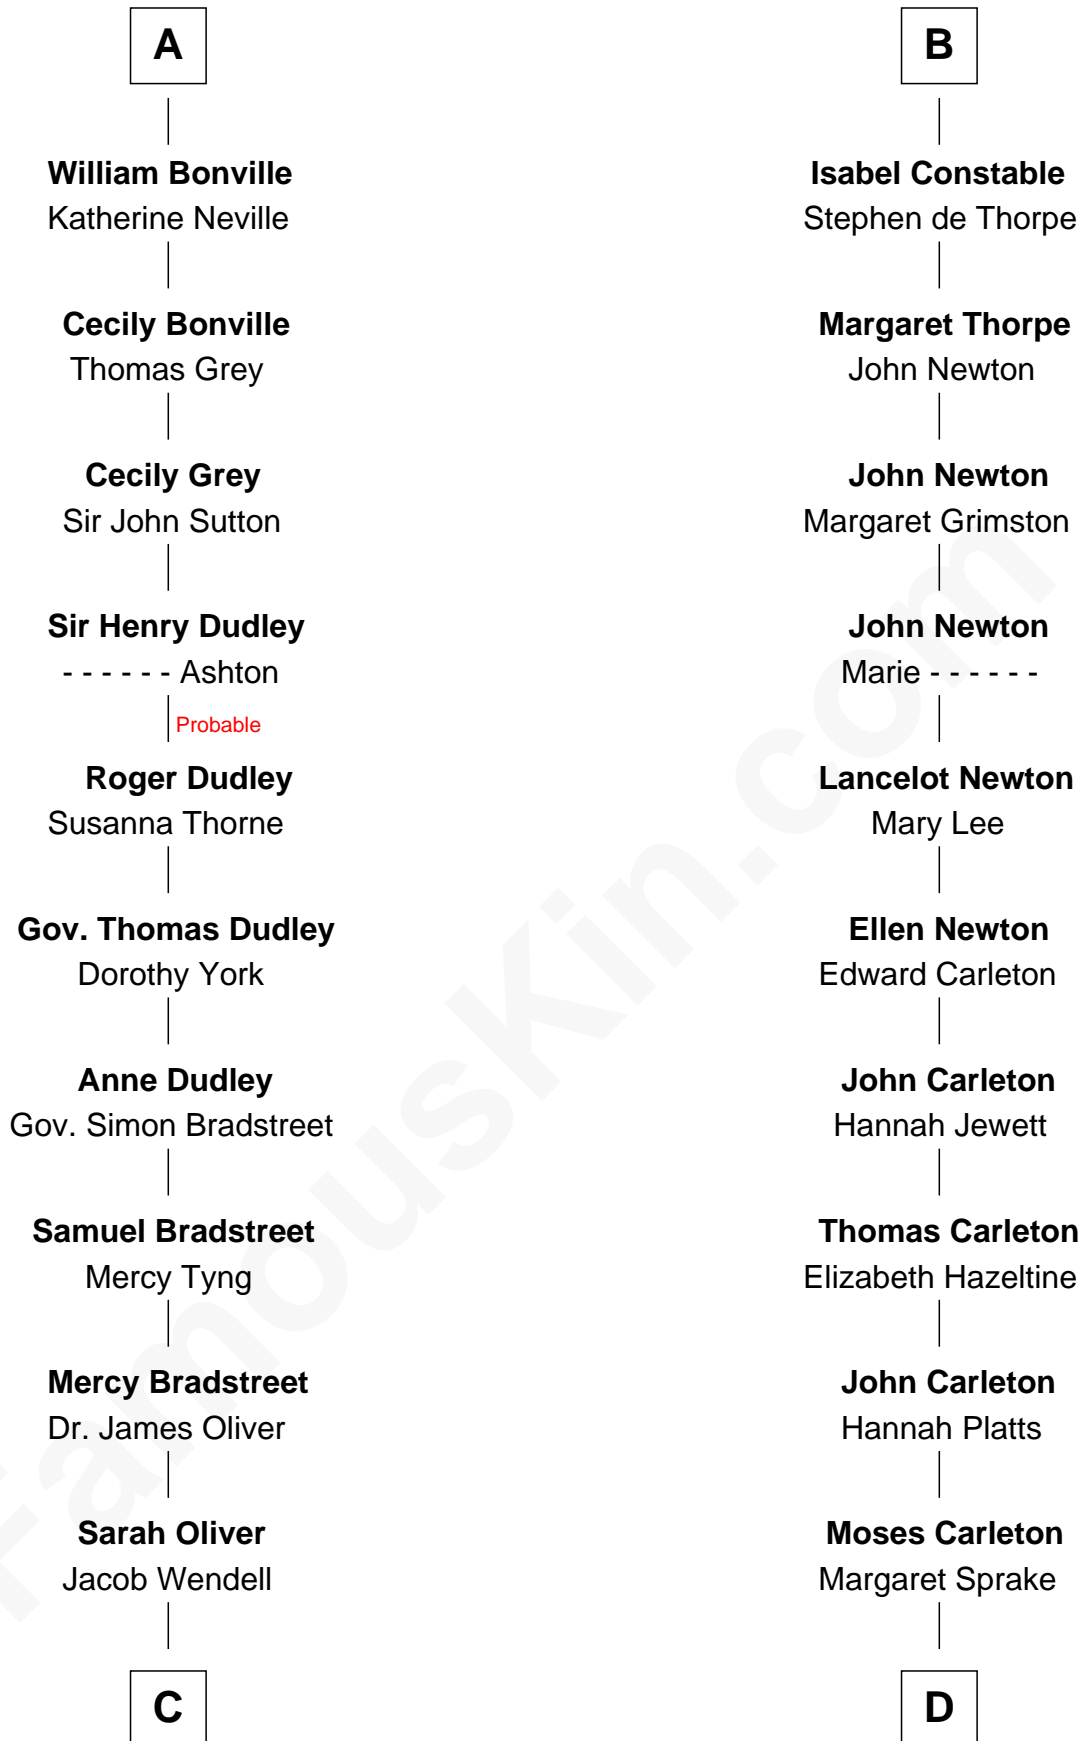 A
William Bonville
Katherine Neville
Cecily Bonville
Thomas Grey
Cecily Grey
Sir John Sutton
Sir Henry Dudley
- - - - - - Ashton
Probable
Roger Dudley
Susanna Thorne
Gov. Thomas Dudley
Dorothy York
Anne Dudley
Gov. Simon Bradstreet
Samuel Bradstreet
Mercy Tyng
Mercy Bradstreet
Dr. James Oliver
Sarah Oliver
Jacob Wendell
C
B
Isabel Constable
Stephen de Thorpe
Margaret Thorpe
John Newton
John Newton
Margaret Grimston
John Newton
Marie - - - - - -
Lancelot Newton
Mary Lee
Ellen Newton
Edward Carleton
John Carleton
Hannah Jewett
Thomas Carleton
Elizabeth Hazeltine
John Carleton
Hannah Platts
Moses Carleton
Margaret Sprake
D
FamousKin.com